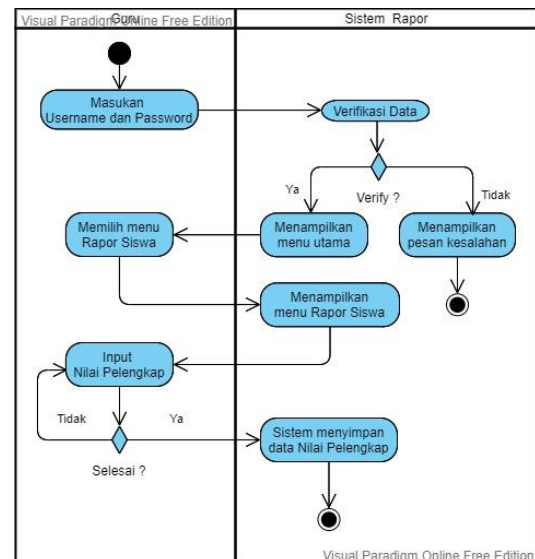 Visual Paradigm Online Free Edition
Guru
Sistem Rapor
Masukan
Username dan Password
Verifikasi Data
Ya
Verify ?
Tidak
Memilih menu
Rapor Siswa
Menampilkan
menu utama
Menampilkan
pesan kesalahan
Menampilkan
menu Rapor Siswa
Input
Nilai Pelengkap
Tidak
Ya
Selesai ?
Sistem menyimpan
data Nilai Pelengkap
Visual Paradigm Online Free Edition